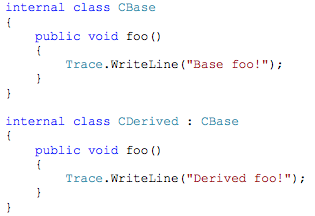 internal class CBase
{
    public void foo()
    {
        Trace.WriteLine("Base foo!");
    }
}

internal class CDerived : CBase
{
    public void foo()
    {
        Trace.WriteLine("Derived foo!");
    }
}